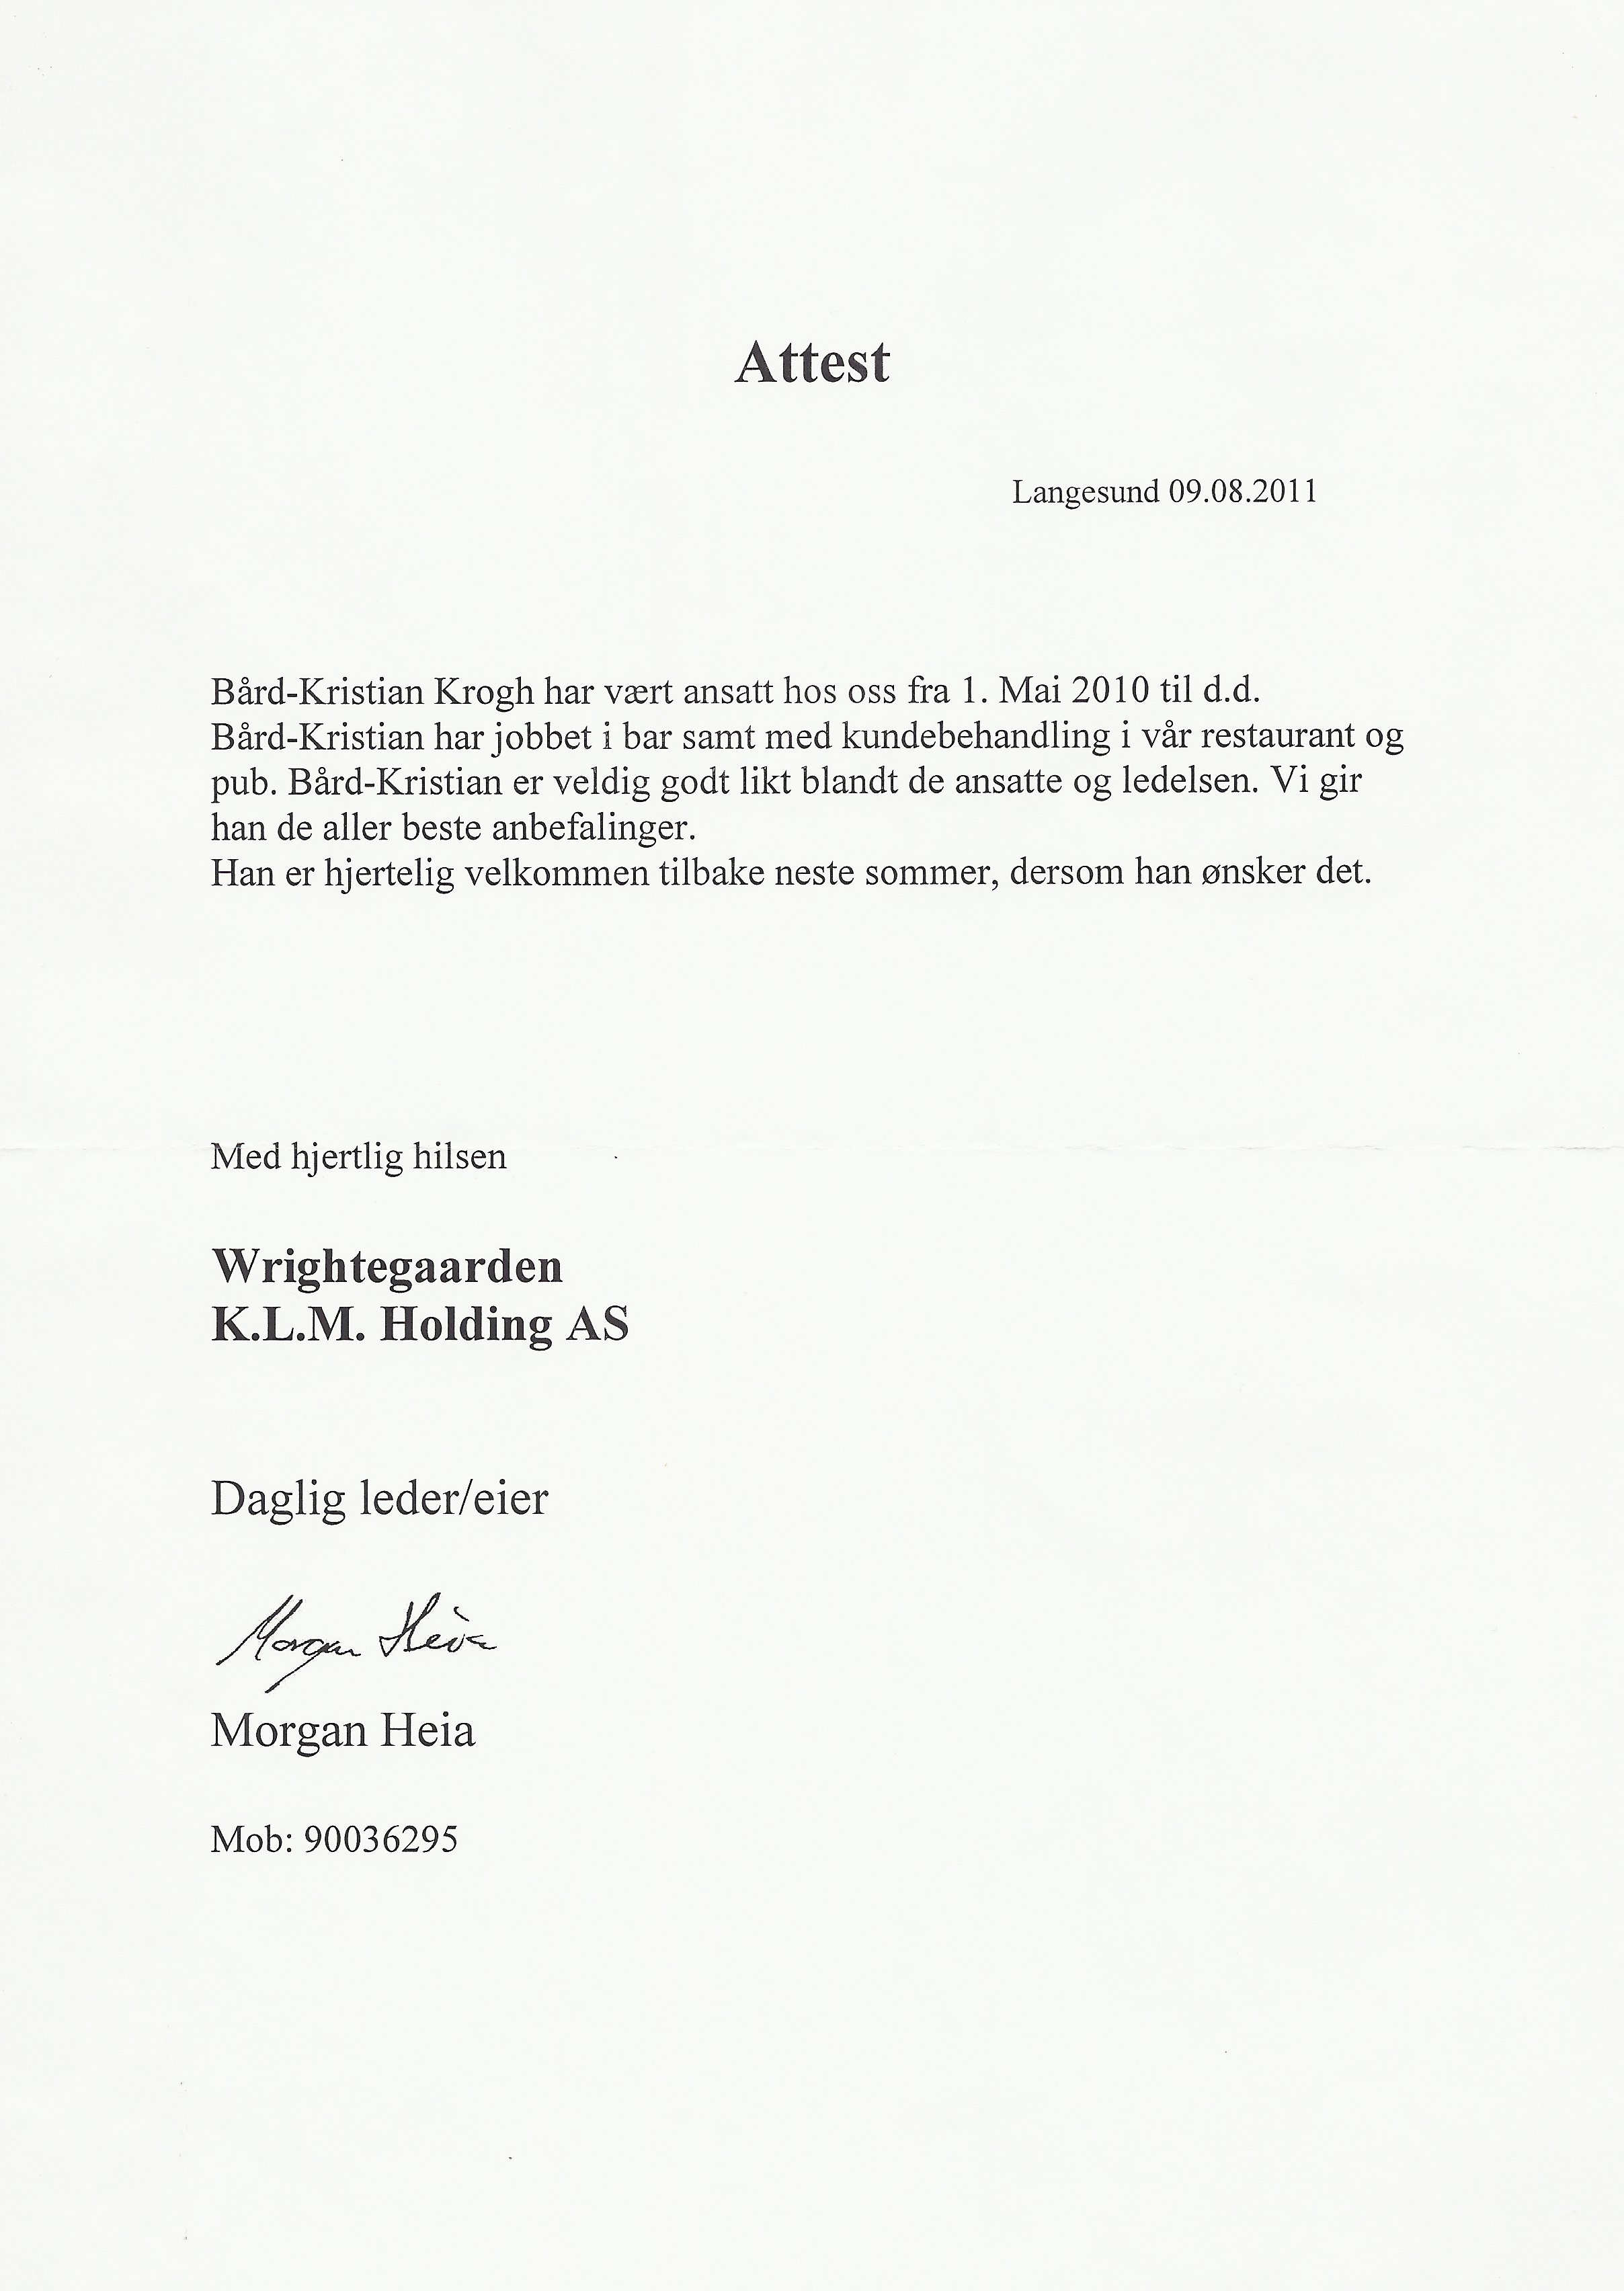 Attest
Langesund 09.08.2011
Bård-Kristian Krogh har vært ansatt hos oss fra 1. Mai 2010 til d.d.
Bård-Kristian har jobbet i bar samt med kundebehandling i vår restaurant og
pub. Bård-Kristian er veldig godt likt blandt de ansatte og ledelsen. Vi gir
han de aller beste anbefalinger.
Han er hjertelig velkommen tilbake neste sommer, dersom han ønsker det.
Med hjertlig hilsen
Wrightegaarden
K.L.M. Holding AS
Daglig leder/eier
Morgan Heia
Morgan Heia
Mob: 90036295